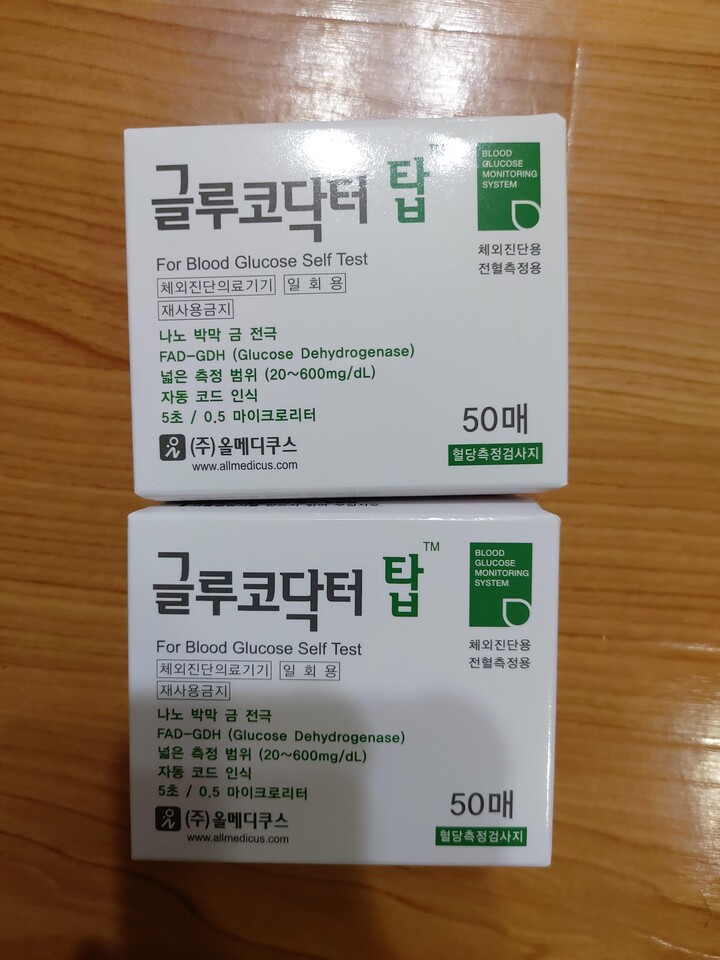 글루코닥터 탑 TM
BLOOD
GLUCOSE
MONITORING
SYSTEM
체외진단용
전혈측정용
For Blood Glucose Self Test
체외진단의료기기 일 회 용
재사용금지
나노 박막 금 전극
FAD-GDH (Glucose Dehydrogenase)
넓은 측정 범위 (20~600mg/dL)
자동 코드 인식
5초 / 0.5 마이크로리터
(주)올메디쿠스
www.allmedicus.com
50매
혈당측정검사지
글루코닥터 탑 TM
BLOOD
GLUCOSE
MONITORING
SYSTEM
체외진단용
전혈측정용
For Blood Glucose Self Test
체외진단의료기기 일 회 용
재사용금지
나노 박막 금 전극
FAD-GDH (Glucose Dehydrogenase)
넓은 측정 범위 (20~600mg/dL)
자동 코드 인식
5초 / 0.5 마이크로리터
(주)올메디쿠스
www.allmedicus.com
50매
혈당측정검사지